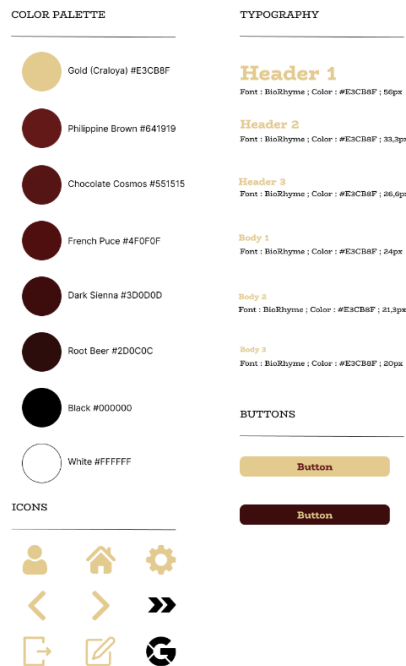 COLOR PALETTE
Gold (Craloya) #E3CB8F
Philippine Brown #641919
Chocolate Cosmos #551515
French Puce #4F0F0F
Dark Sienna #3D0D0D
Root Beer #2D0C0C
Black #000000
White #FFFFFF
ICONS
TYPOGRAPHY
Header 1
Font : BioRhyme ; Color : #E3CB8F ; 56px
Header 2
Font : BioRhyme ; Color : #E3CB8F ; 33,3px
Header 3
Font : BioRhyme ; Color : #E3CB8F ; 26,6px
Body 1
Font : BioRhyme ; Color : #E3CB8F ; 24px
Body 2
Font : BioRhyme ; Color : #E3CB8F ; 21,3px
Body 3
Font : BioRhyme ; Color : #E3CB8F ; 20px
BUTTONS
Button
Button